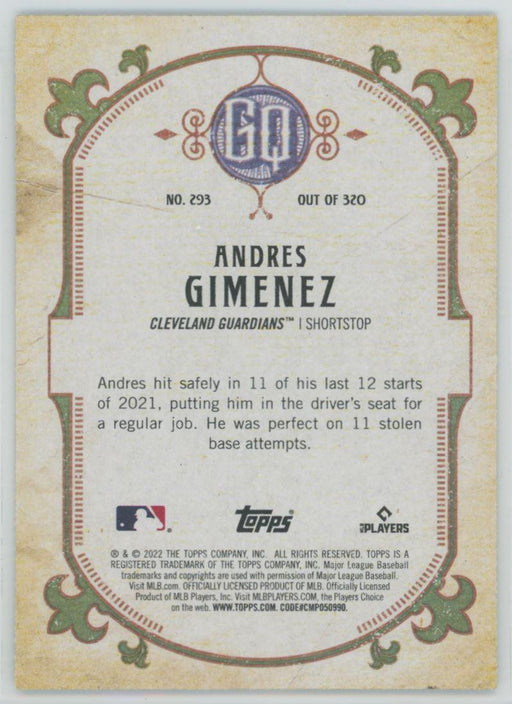 GQ
NO. 293 OUT OF 320
ANDRES
GIMENEZ
CLEVELAND GUARDIANS™ | SHORTSTOP
Andres hit safely in 11 of his last 12 starts
of 2021, putting him in the driver's seat for
a regular job. He was perfect on 11 stolen
base attempts.
Topps®
MLB PLAYERS
® & © 2022 THE TOPPS COMPANY, INC. ALL RIGHTS RESERVED. TOPPS IS A
REGISTERED TRADEMARK OF THE TOPPS COMPANY, INC. Major League Baseball
trademarks and copyrights are used with permission of Major League Baseball.
Visit MLB.com. OFFICIALLY LICENSED PRODUCT OF MLB. Officially Licensed
Product of MLB Players, Inc. Visit MLBPLAYERS.COM, the Players Choice
on the web. WWW.TOPPS.COM. CODE#CMP050990.